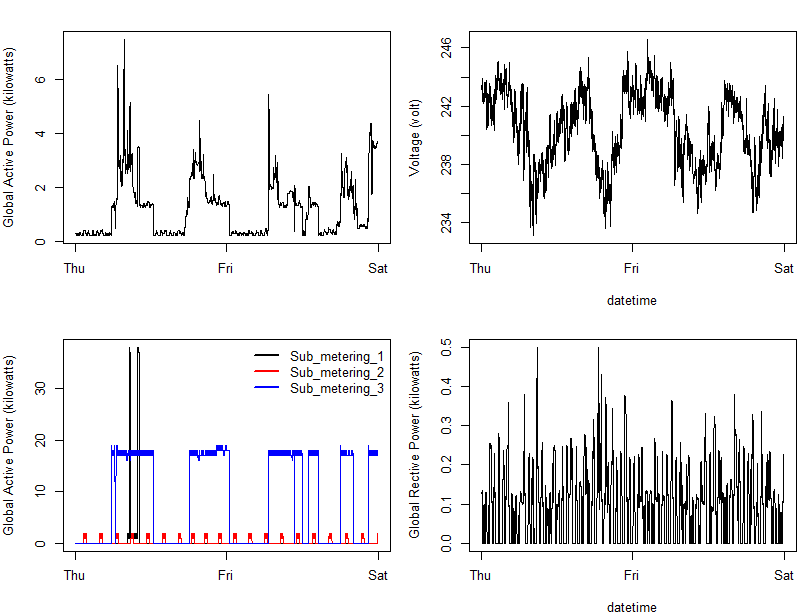 Global Active Power (kilowatts)
6
4
2
0
Thu Fri Sat
Voltage (volt)
246
242
238
234
Thu Fri Sat
datetime
Global Active Power (kilowatts)
30
20
10
0
Sub_metering_1
Sub_metering_2
Sub_metering_3
Thu Fri Sat
Global Rective Power (kilowatts)
0.5
0.4
0.3
0.2
0.1
0.0
Thu Fri Sat
datetime